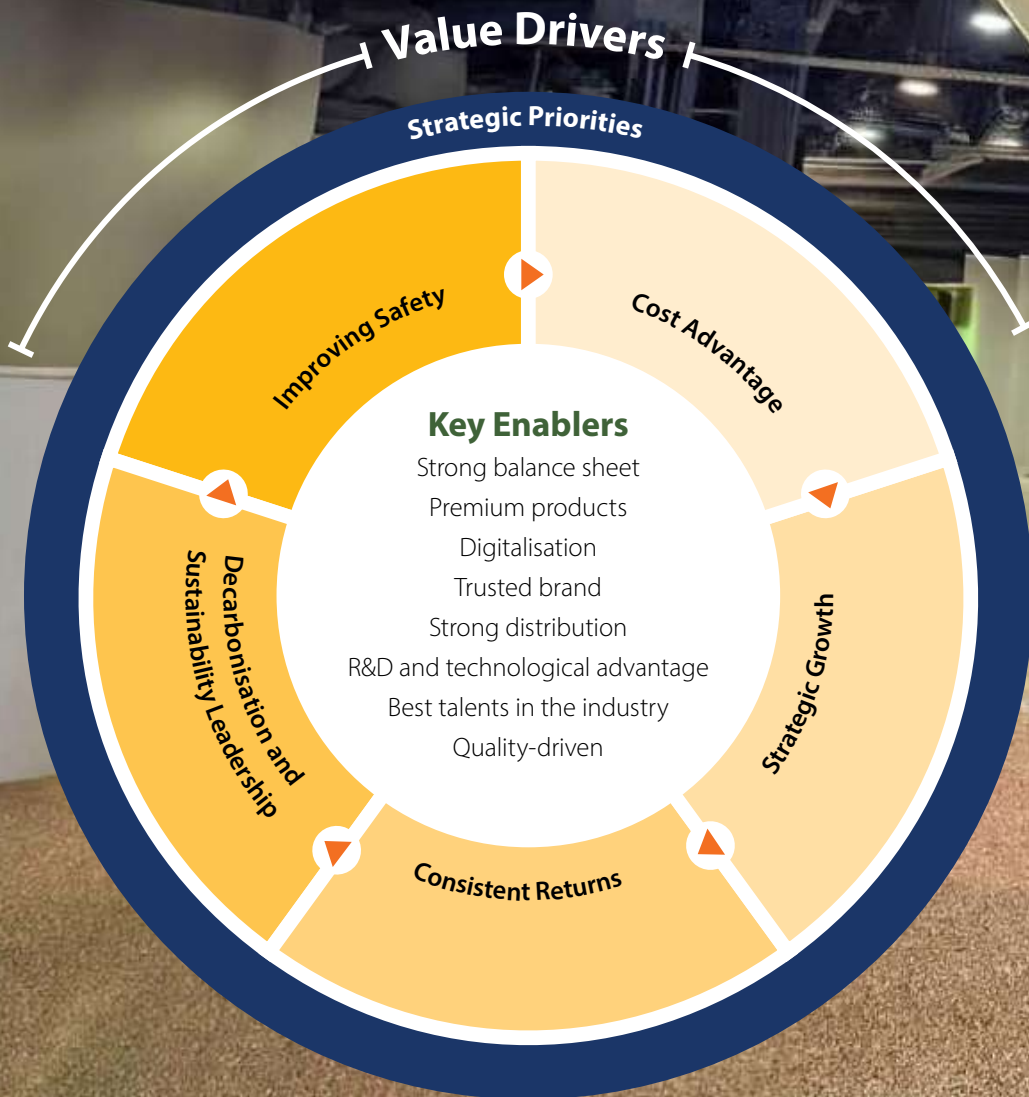 Value Drivers
Strategic Priorities
Improving Safety
Cost Advantage
Key Enablers
Strong balance sheet
Premium products
Digitalisation
Trusted brand
Strong distribution
R&D and technological advantage
Best talents in the industry
Quality-driven
Decarbonisation and
Sustainability Leadership
Strategic Growth
Consistent Returns